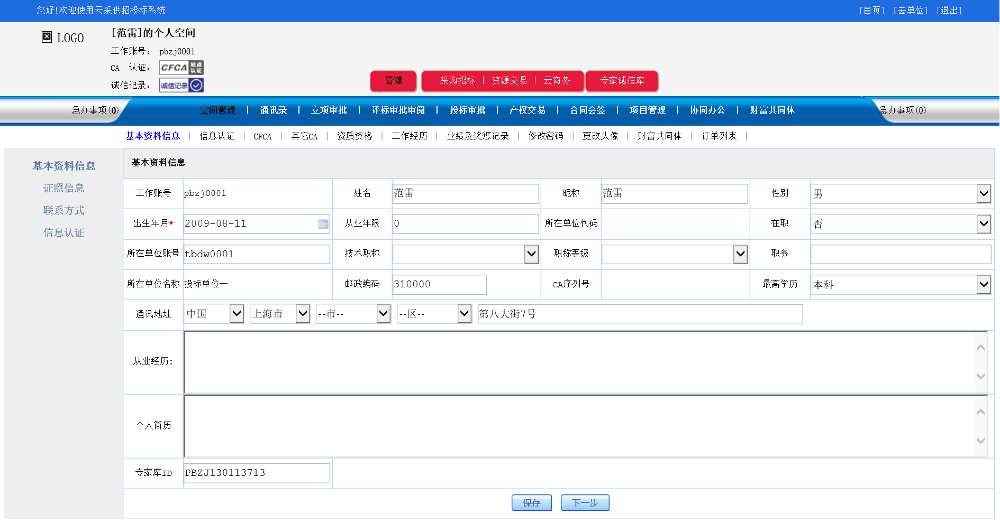 您好!欢迎使用云采供招投标系统! [首页] [去单位] [退出]
LOGO
[范雷]的个人空间
工作账号： pbzj0001
CA 认证： CFCA 站点认证
诚信记录： 诚信记录
管理 采购招标 | 资源交易 | 云商务 专家诚信库
急办事项(0) 空间管理 | 通讯录 | 立项审批 | 评标审批审阅 | 投标审批 | 产权交易 | 合同会签 | 项目管理 | 协同办公 | 财富共同体 急办事项(0)
基本资料信息 | 信息认证 | CFCA | 其它CA | 资质资格 | 工作经历 | 业绩及奖惩记录 | 修改密码 | 更改头像 | 财富共同体 | 订单列表 |
基本资料信息
证照信息
联系方式
信息认证
基本资料信息
工作账号 pbzj0001 姓名 范雷 昵称 范雷 性别 男
出生年月* 2009-08-11 从业年限 0 所在单位代码 在职 否
所在单位账号 tbdw0001 技术职称 职称等级 职务
所在单位名称 投标单位一 邮政编码 310000 CA序列号 最高学历 本科
通讯地址 中国 上海市 --市-- --区-- 第八大街7号
从业经历:
个人简历
专家库ID PBZJ130113713
保存 下一步